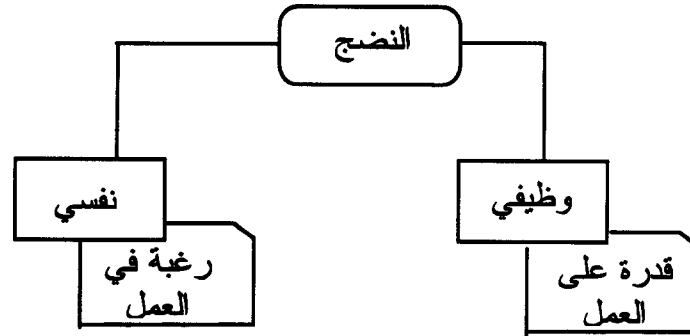 النضج
وظيفي
نفسي
قدرة على
العمل
رغبة في
العمل